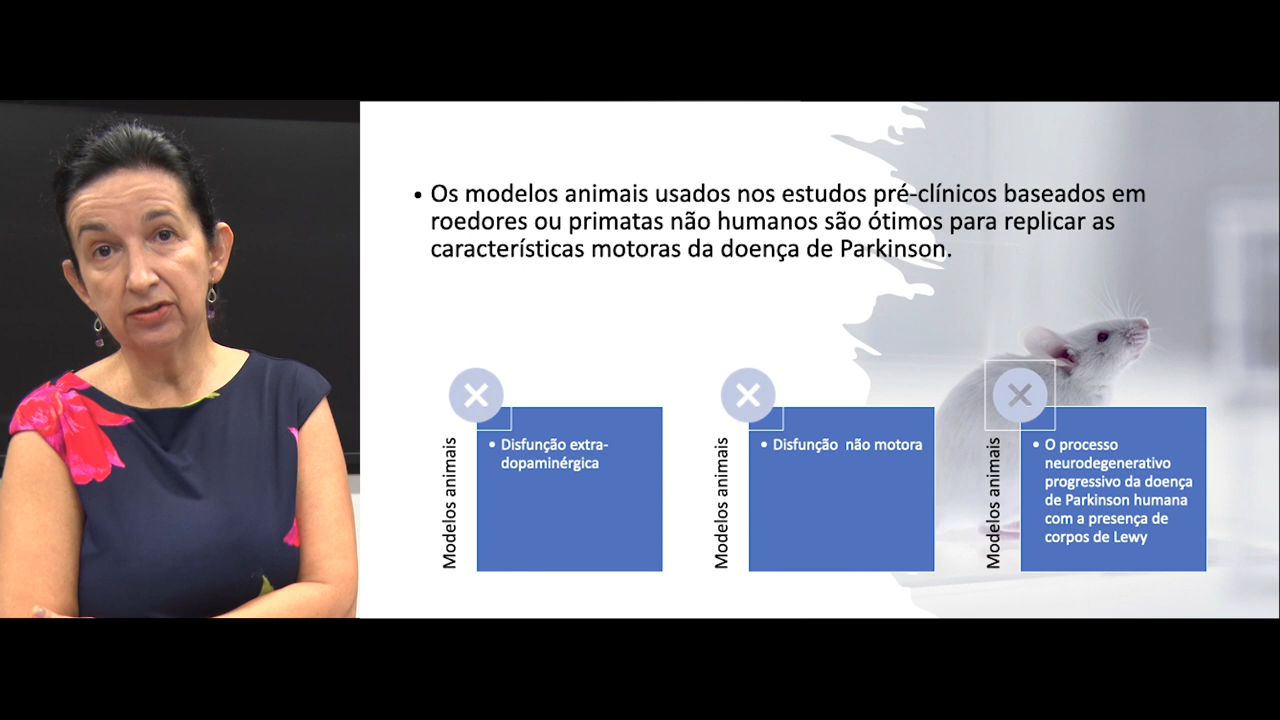 • Os modelos animais usados nos estudos pré-clínicos baseados em
roedores ou primatas não humanos são ótimos para replicar as
características motoras da doença de Parkinson.
Modelos animais
• Disfunção extra-
dopaminérgica
Modelos animais
• Disfunção não motora
Modelos animais
• O processo
neurodegenerativo
progressivo da doença
de Parkinson humana
com a presença de
corpos de Lewy